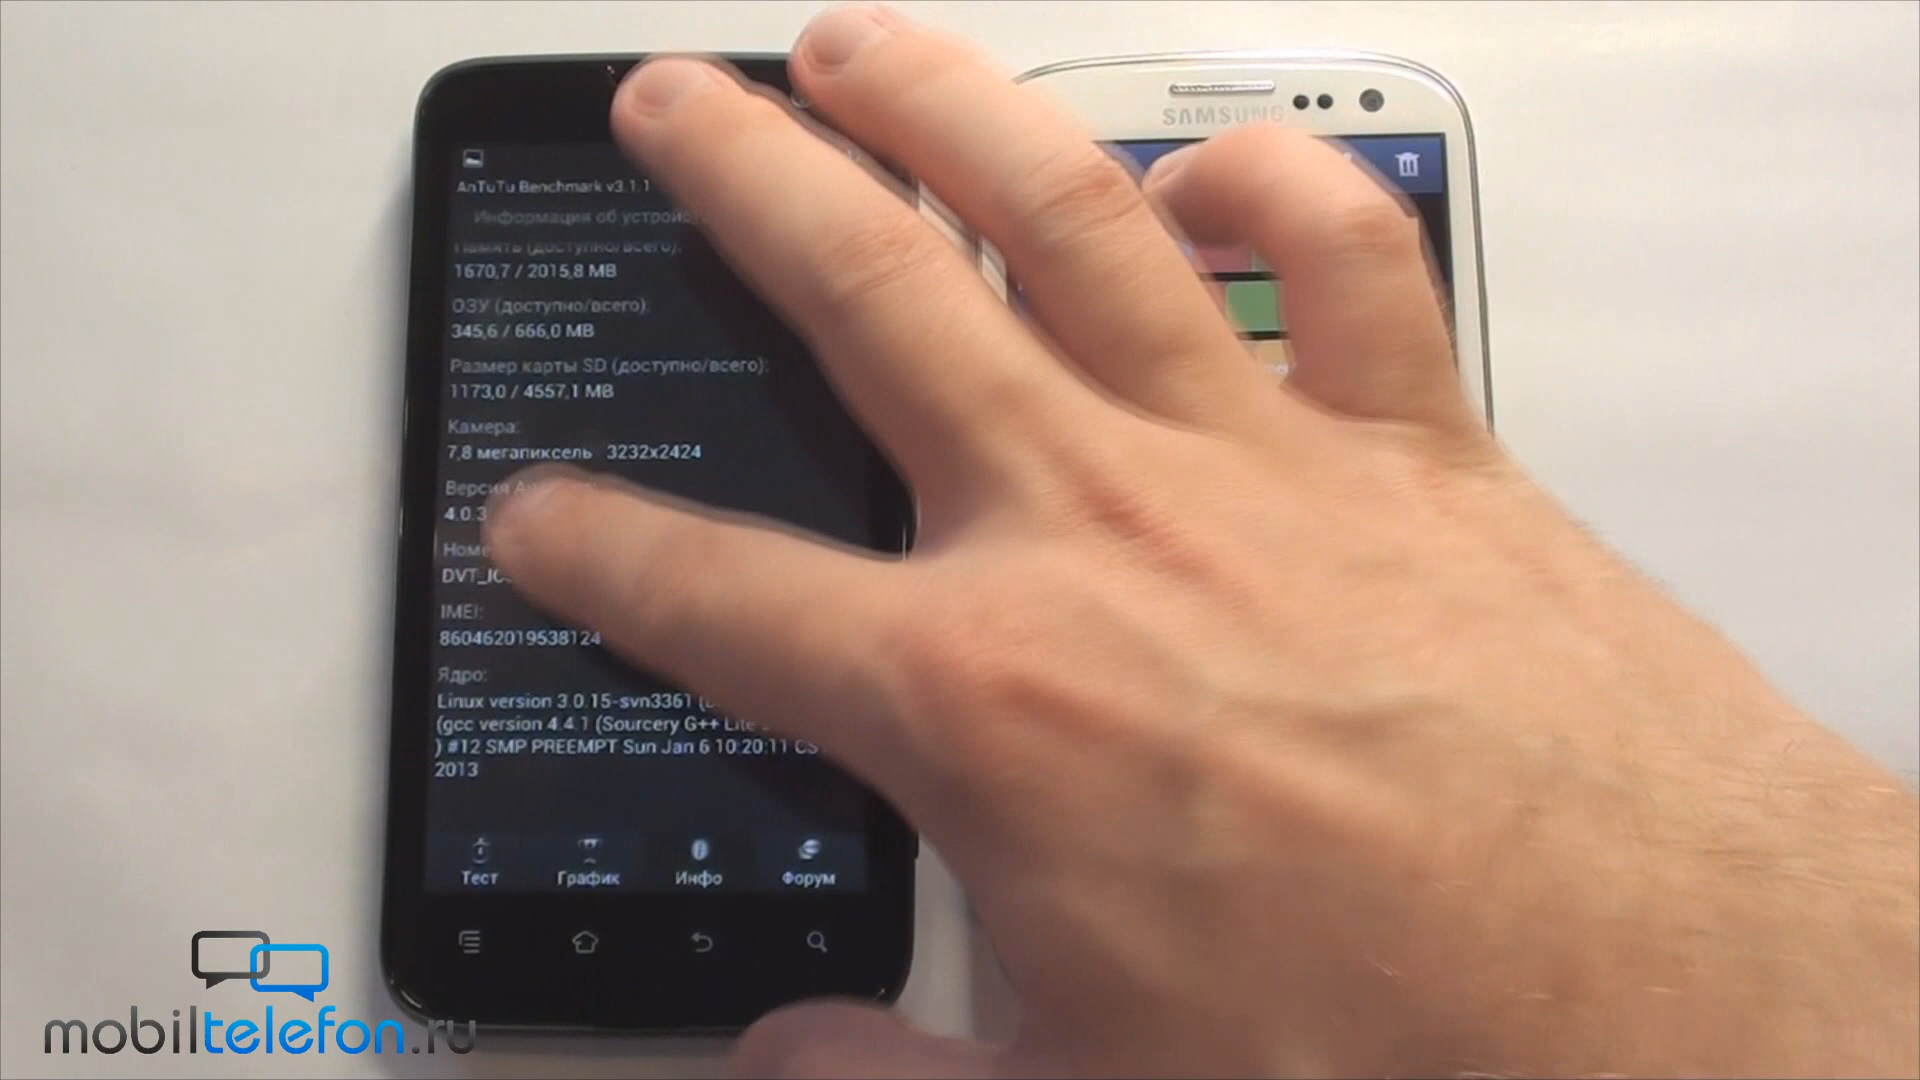 SAMSUNG
AnTuTu Benchmark v3.1.1
Информация об
Память (доступно/всего):
1670,7 / 2015,8 MB
ОЗУ (доступно/всего):
345,6 / 666,0 MB
Размер карты SD (доступно/всего):
1173,0 / 4557,1 MB
Камера:
7,8 мегапиксель 3232x2424
Версия
4.0.3
IMEI:
860462019538124
Ядро:
Linux version 3.0.15-svn3361
(gcc version 4.4.1 (Sourcery G++ Lite
) #12 SMP PREEMPT Sun Jan 6 10:20:11
2013
Тест График Инфо Форум
mobiltelefon.ru